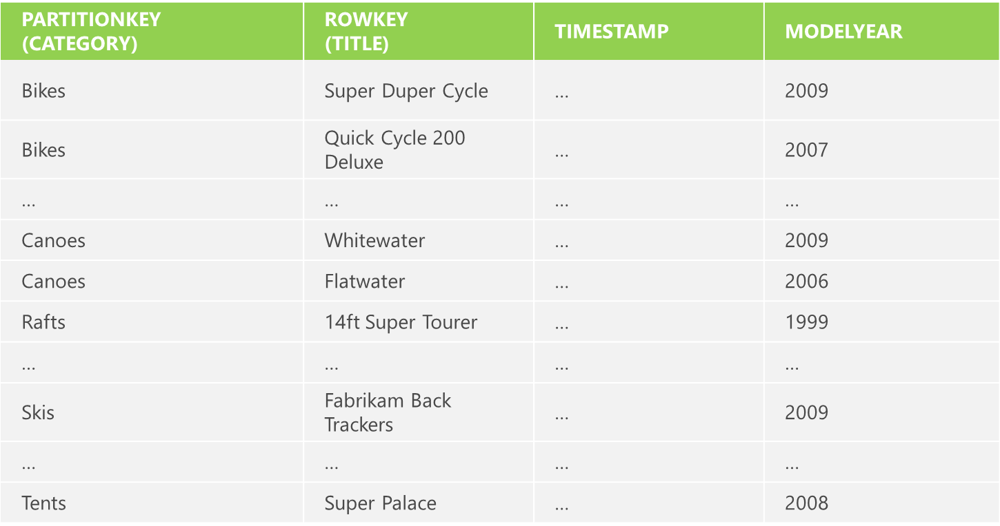 PARTITIONKEY
(CATEGORY)
ROWKEY
(TITLE)
TIMESTAMP
MODELYEAR
Bikes
Super Duper Cycle
...
2009
Bikes
Quick Cycle 200
Deluxe
...
2007
...
...
...
...
Canoes
Whitewater
...
2009
Canoes
Flatwater
...
2006
Rafts
14ft Super Tourer
...
1999
...
...
...
...
Skis
Fabrikam Back
Trackers
...
2009
...
...
...
...
Tents
Super Palace
...
2008